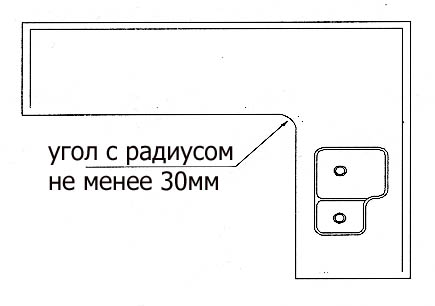 угол с радиусом
не менее 30мм